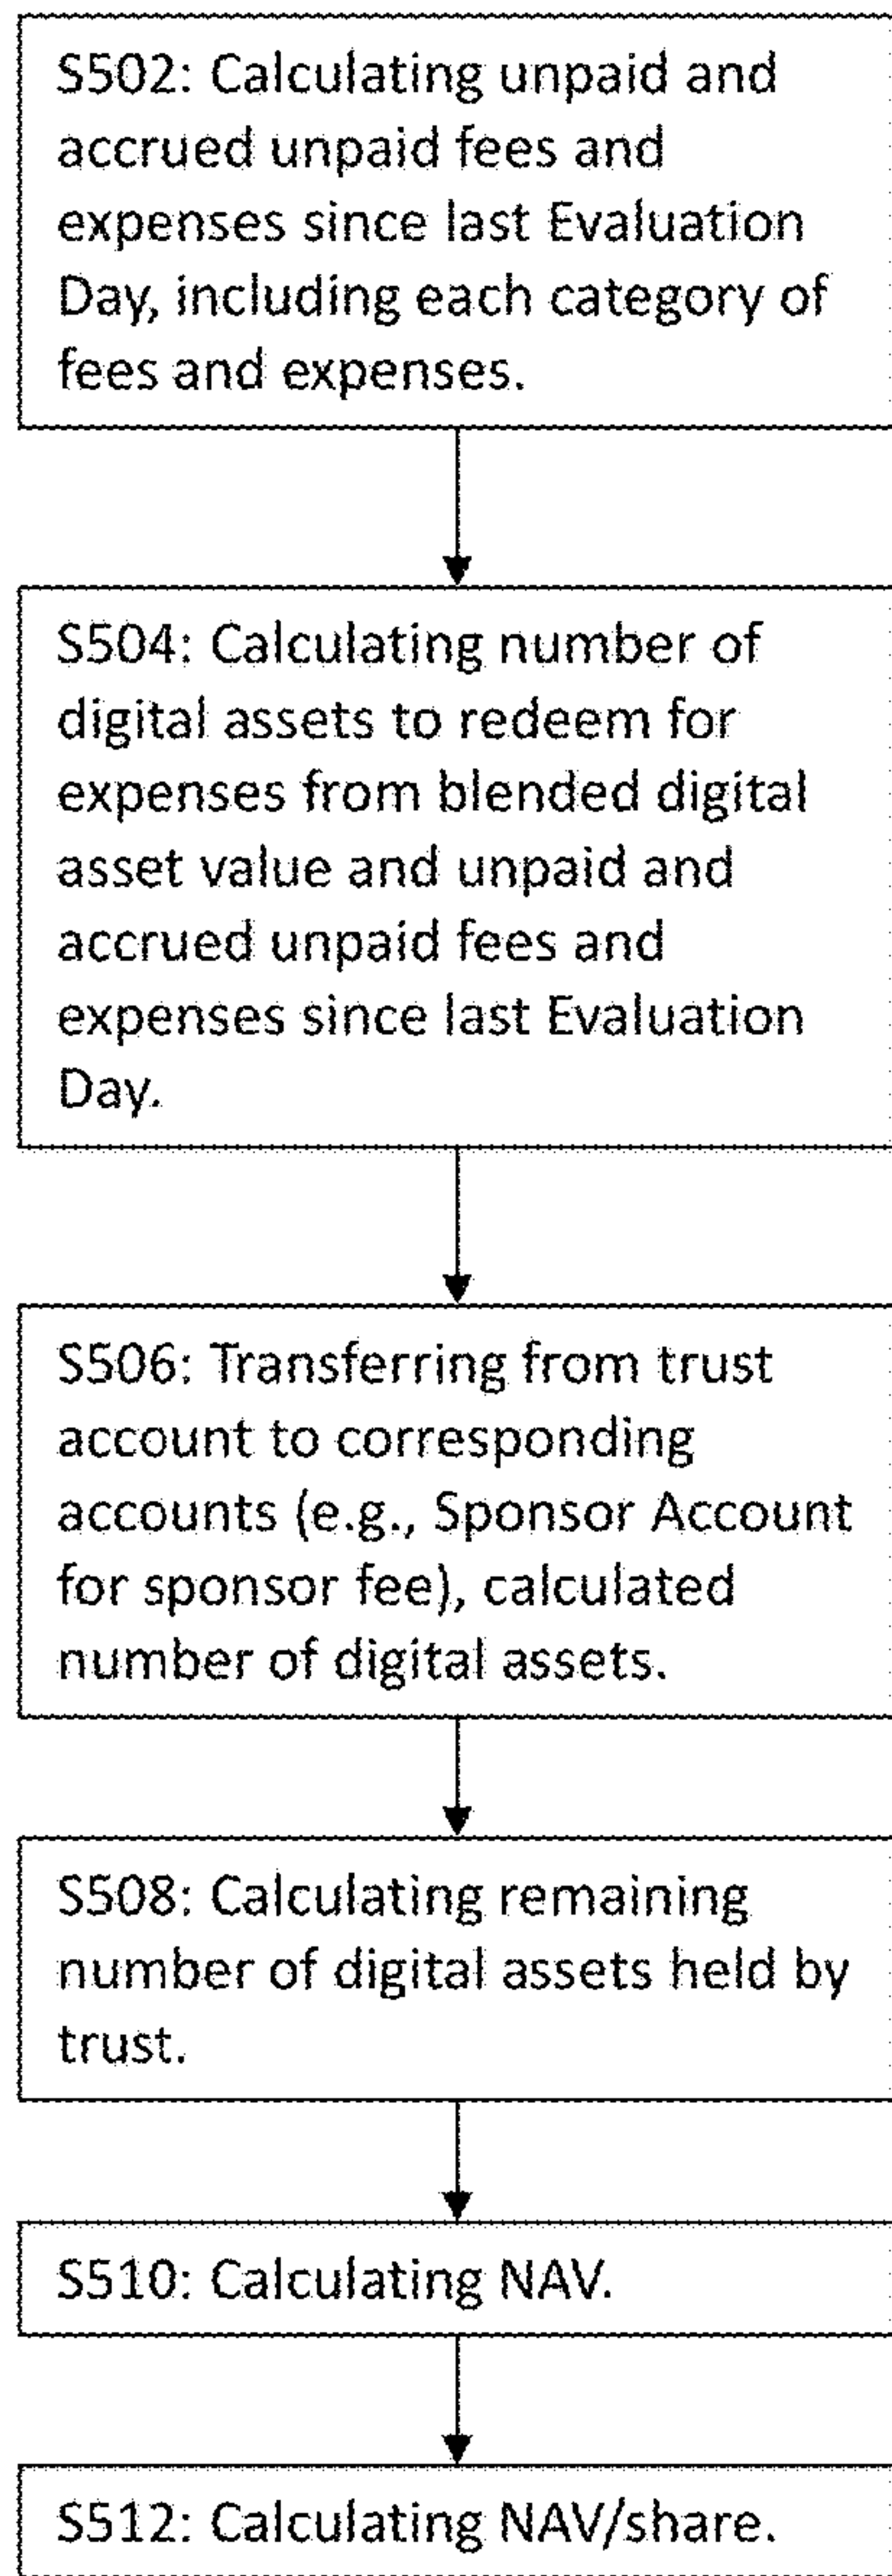 S502: Calculating unpaid and
accrued unpaid fees and
expenses since last Evaluation
Day, including each category of
fees and expenses.
S504: Calculating number of
digital assets to redeem for
expenses from blended digital
asset value and unpaid and
accrued unpaid fees and
expenses since last Evaluation
Day.
S506: Transferring from trust
account to corresponding
accounts (e.g., Sponsor Account
for sponsor fee), calculated
number of digital assets.
S508: Calculating remaining
number of digital assets held by
trust.
S510: Calculating NAV.
S512: Calculating NAV/share.